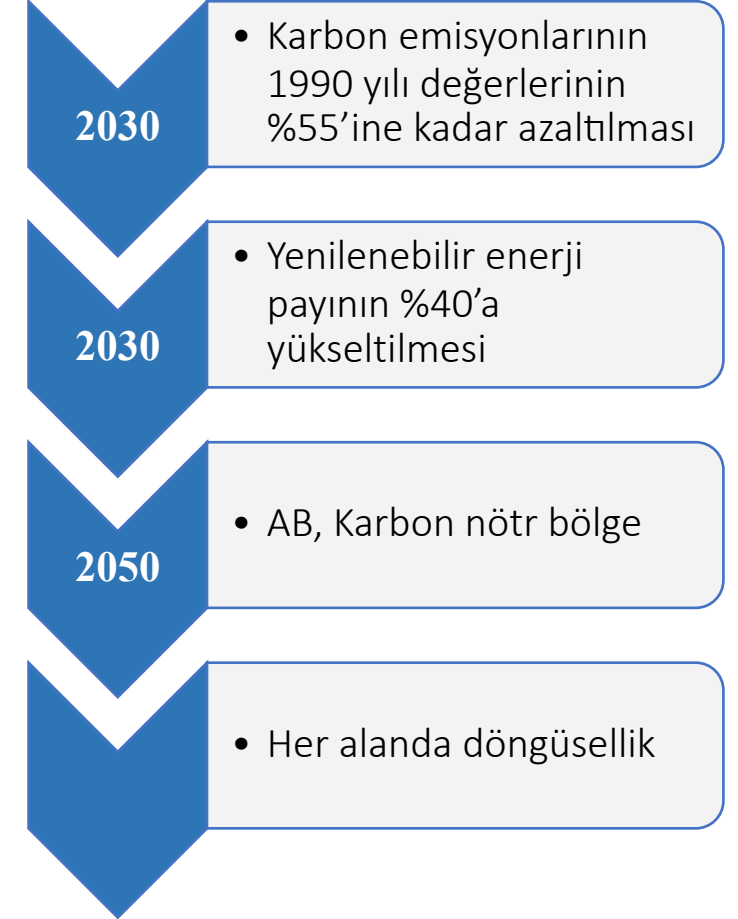 2030
• Karbon emisyonlarının
1990 yılı değerlerinin
%55’ine kadar azaltılması
2030
• Yenilenebilir enerji
payının %40’a
yükseltilmesi
2050
• AB, Karbon nötr bölge
• Her alanda döngüsellik